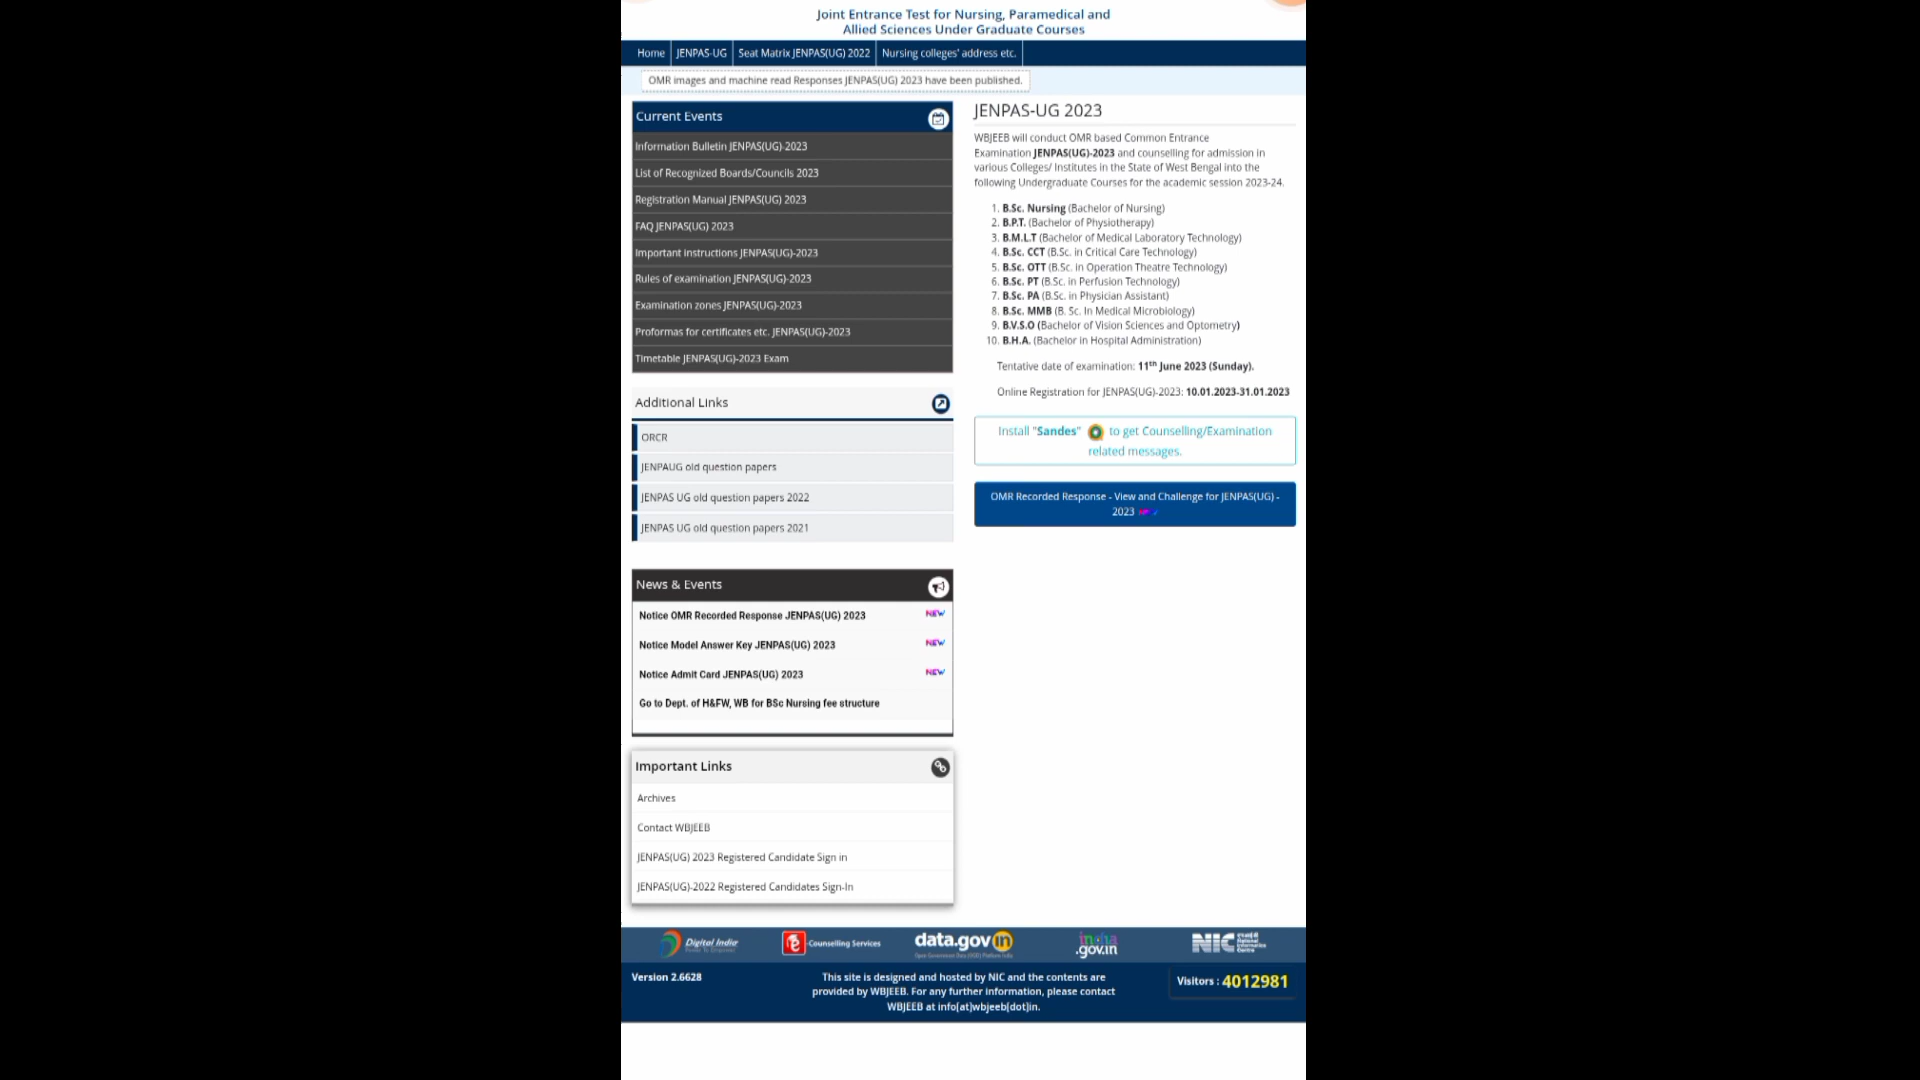 Joint Entrance Test for Nursing, Paramedical and
Allied Sciences Under Graduate Courses
Home
JENPAS-UG
Seat Matrix JENPAS(UG) 2022
Nursing colleges' address etc.
OMR images and machine read Responses JENPAS(UG) 2023 have been published.
Current Events
Information Bulletin JENPAS(UG)-2023
List of Recognized Boards/Councils 2023
Registration Manual JENPAS(UG) 2023
FAQ JENPAS(UG) 2023
Important instructions JENPAS(UG)-2023
Rules of examination JENPAS(UG)-2023
Examination zones JENPAS(UG)-2023
Proformas for certificates etc. JENPAS(UG)-2023
Timetable JENPAS(UG)-2023 Exam
Additional Links
ORCR
JENPAUG old question papers
JENPAS UG old question papers 2022
JENPAS UG old question papers 2021
News & Events
Notice OMR Recorded Response JENPAS(UG) 2023 NEW
Notice Model Answer Key JENPAS(UG) 2023 NEW
Notice Admit Card JENPAS(UG) 2023 NEW
Go to Dept. of H&FW, WB for BSc Nursing fee structure
Important Links
Archives
Contact WBJEEB
JENPAS(UG) 2023 Registered Candidate Sign in
JENPAS(UG)-2022 Registered Candidates Sign-In
JENPAS-UG 2023
WBJEEB will conduct OMR based Common Entrance
Examination JENPAS(UG)-2023 and counselling for admission in
various Colleges/ Institutes in the State of West Bengal into the
following Undergraduate Courses for the academic session 2023-24.
1. B.Sc. Nursing (Bachelor of Nursing)
2. B.P.T. (Bachelor of Physiotherapy)
3. B.M.L.T (Bachelor of Medical Laboratory Technology)
4. B.Sc. CCT (B.Sc. in Critical Care Technology)
5. B.Sc. OTT (B.Sc. in Operation Theatre Technology)
6. B.Sc. PT (B.Sc. in Perfusion Technology)
7. B.Sc. PA (B.Sc. in Physician Assistant)
8. B.Sc. MMB (B. Sc. In Medical Microbiology)
9. B.V.S.O (Bachelor of Vision Sciences and Optometry)
10. B.H.A. (Bachelor in Hospital Administration)
Tentative date of examination: 11th June 2023 (Sunday).
Online Registration for JENPAS(UG)-2023: 10.01.2023-31.01.2023
Install "Sandes" to get Counselling/Examination
related messages.
OMR Recorded Response - View and Challenge for JENPAS(UG) -
2023 NEW
Digital India
Power To Empower
e Counselling Services
data.gov in
Open Government Data (OGD) Platform India
india
.gov.in
NIC
National
Informatics
Centre
Version 2.6628
This site is designed and hosted by NIC and the contents are
provided by WBJEEB. For any further information, please contact
WBJEEB at info[at]wbjeeb[dot]in.
Visitors : 4012981